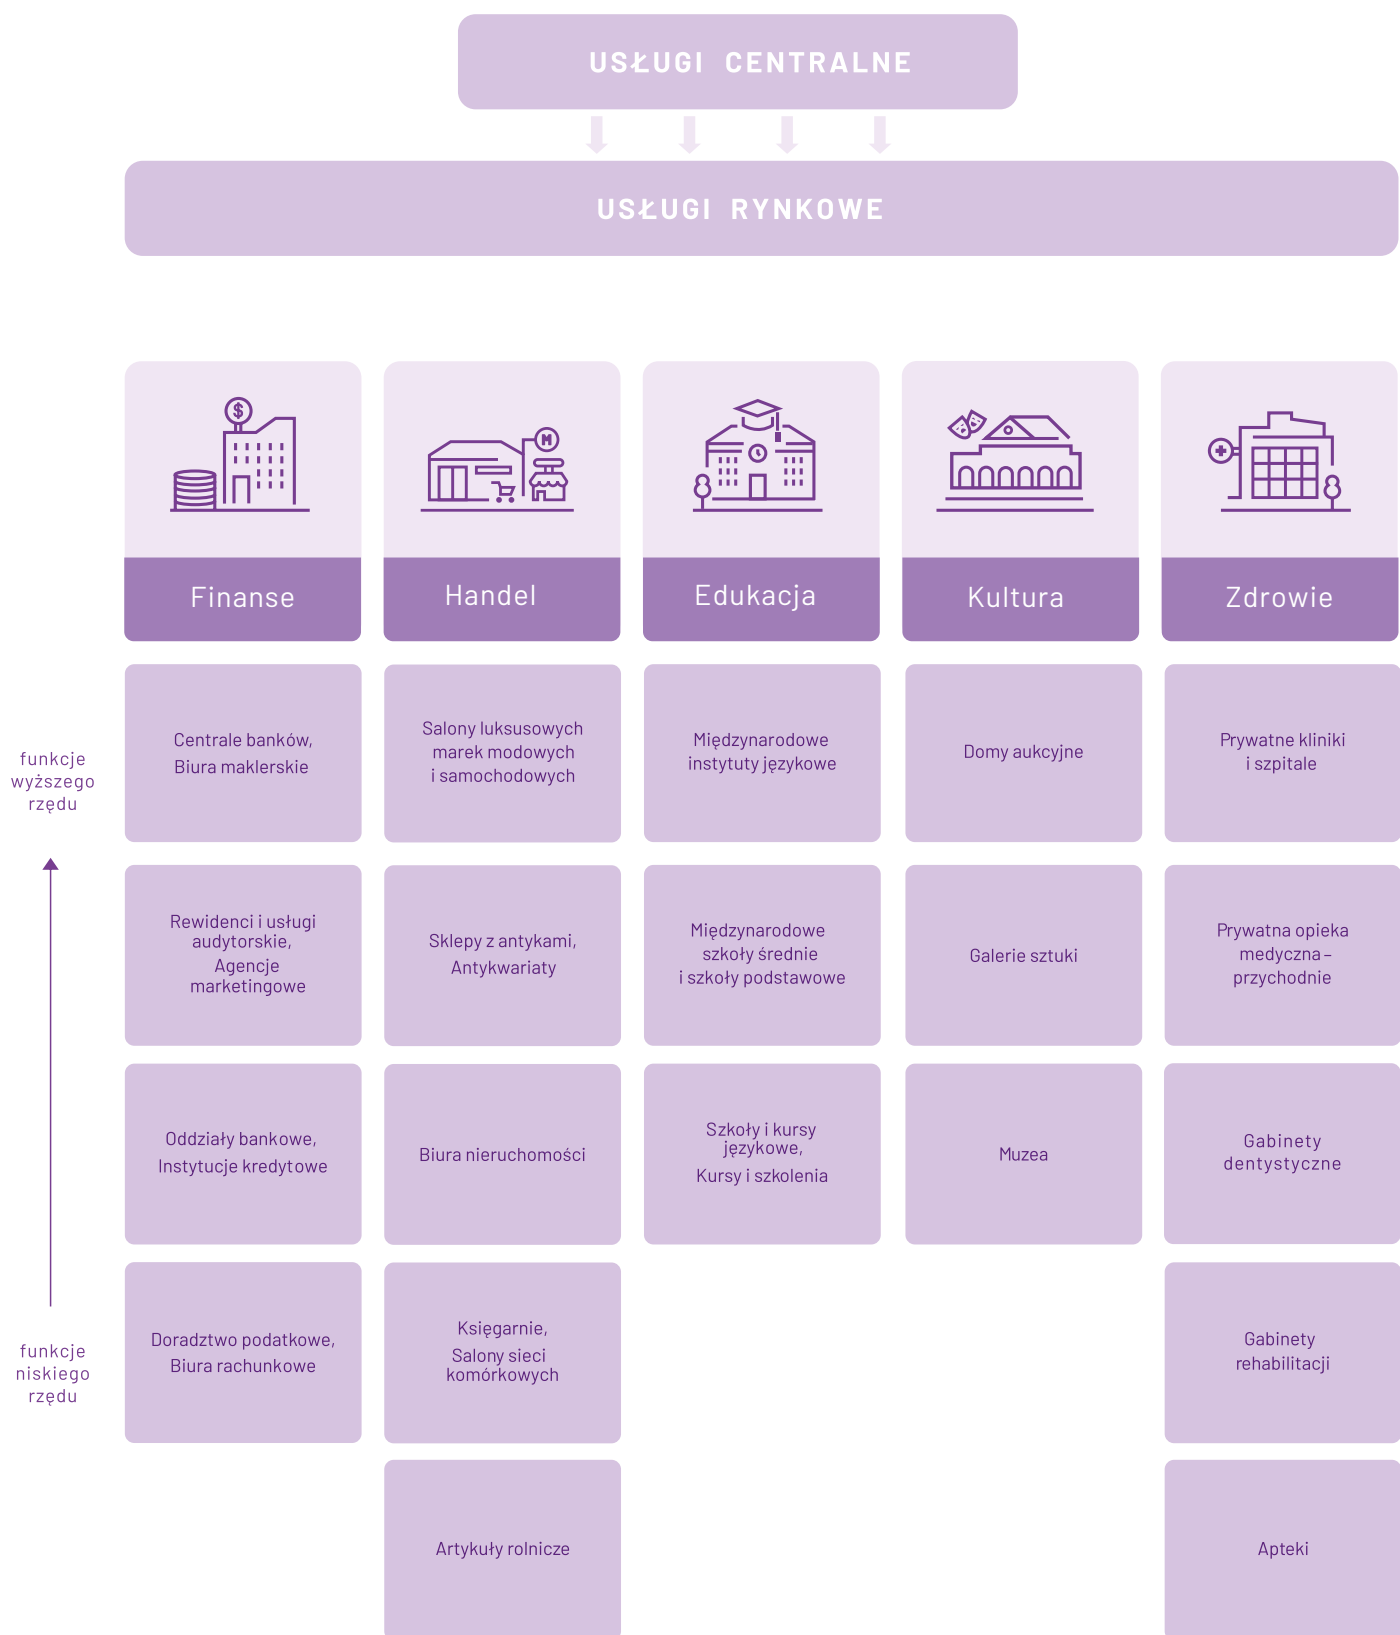 USŁUGI CENTRALNE
USŁUGI RYNKOWE
$
M
Finanse
Handel
Edukacja
Kultura
Zdrowie
funkcje
wyższego
rzędu
Centrale banków,
Biura maklerskie
Salony luksusowych
marek modowych
i samochodowych
Międzynarodowe
instytuty językowe
Domy aukcyjne
Prywatne kliniki
i szpitale
Rewidenci i usługi
audytorskie,
Agencje
marketingowe
Sklepy z antykami,
Antykwariaty
Międzynarodowe
szkoły średnie
i szkoły podstawowe
Galerie sztuki
Prywatna opieka
medyczna –
przychodnie
Oddziały bankowe,
Instytucje kredytowe
Biura nieruchomości
Szkoły i kursy
językowe,
Kursy i szkolenia
Muzea
Gabinety
dentystyczne
funkcje
niskiego
rzędu
Doradztwo podatkowe,
Biura rachunkowe
Księgarnie,
Salony sieci
komórkowych
Gabinety
rehabilitacji
Artykuły rolnicze
Apteki